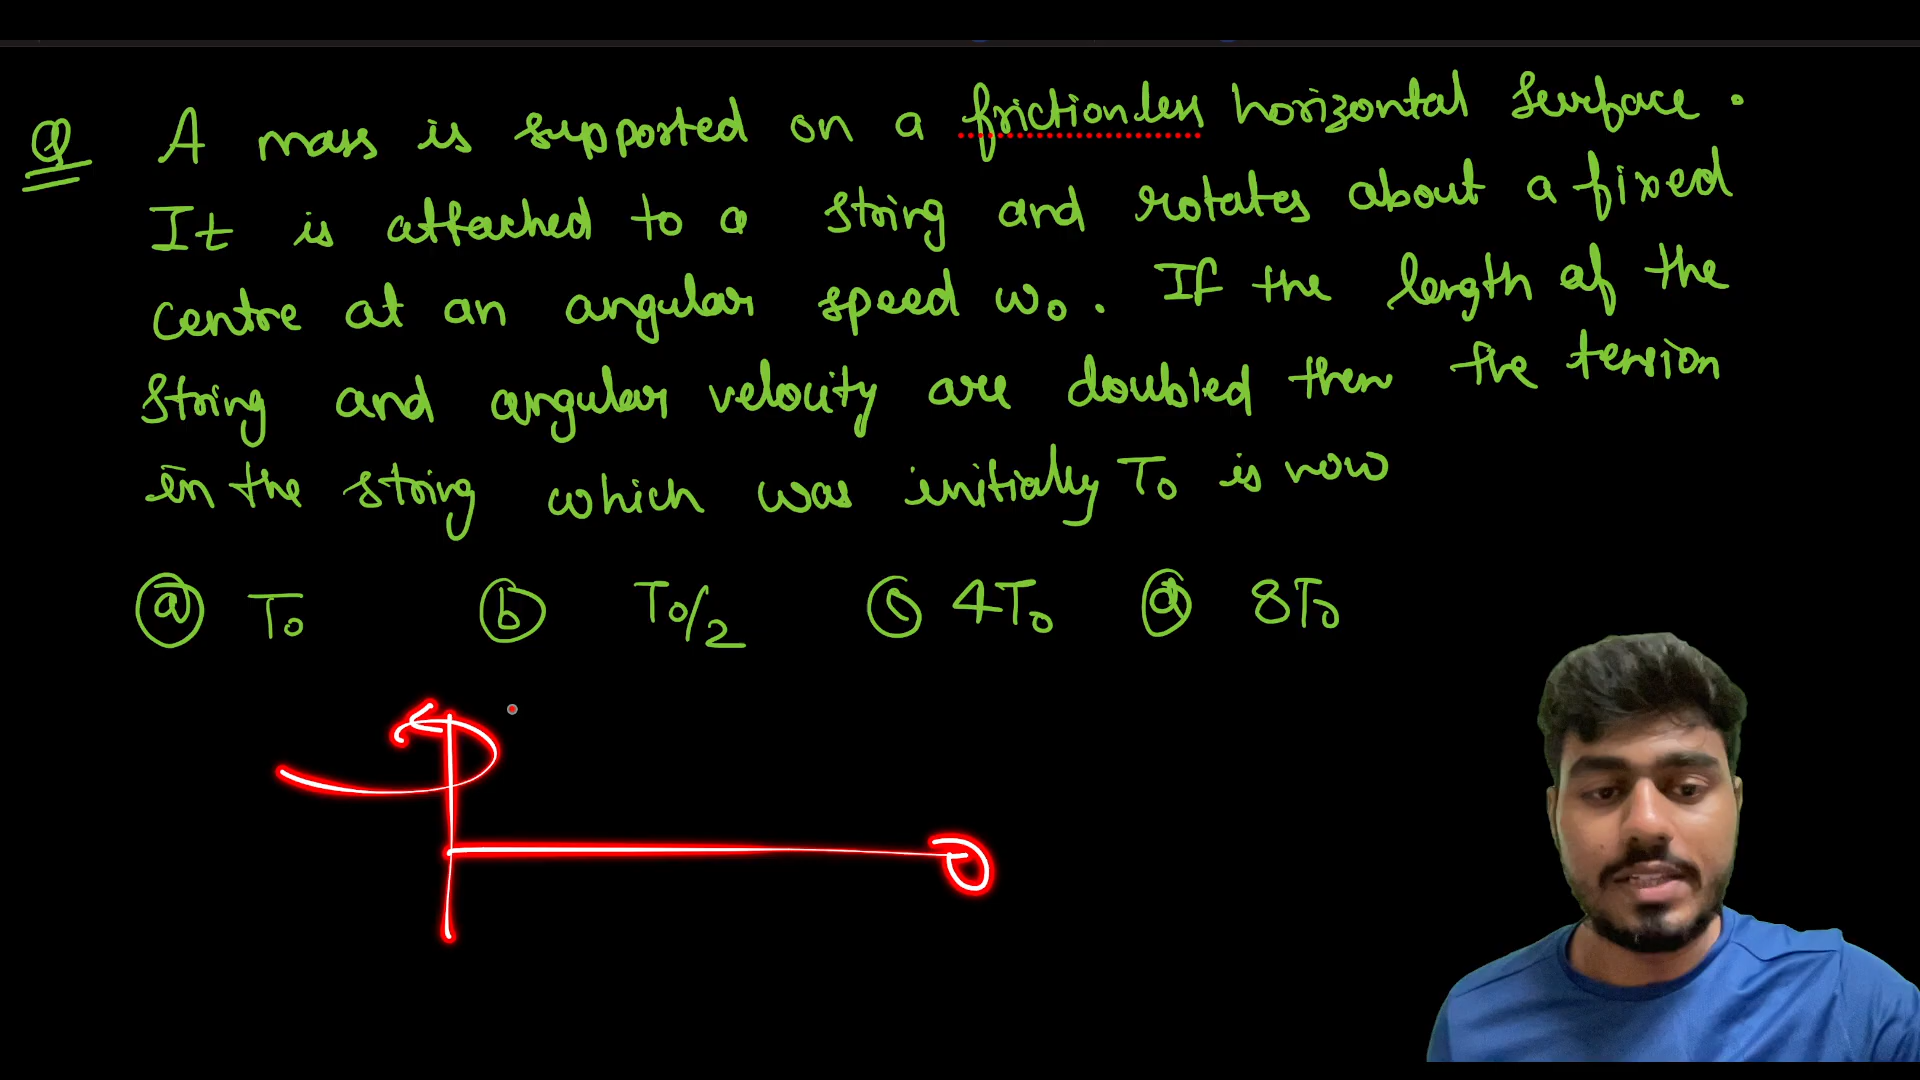 Q A mass is supported on a frictionless horizontal surface.
It is attached to a string and rotates about a fixed
centre at an angular speed ω₀. If the length of the
string and angular velocity are doubled then the tension
in the string which was initially T₀ is now
ⓐ T₀ ⓑ T₀/2 ⓒ 4T₀ ⓓ 8T₀